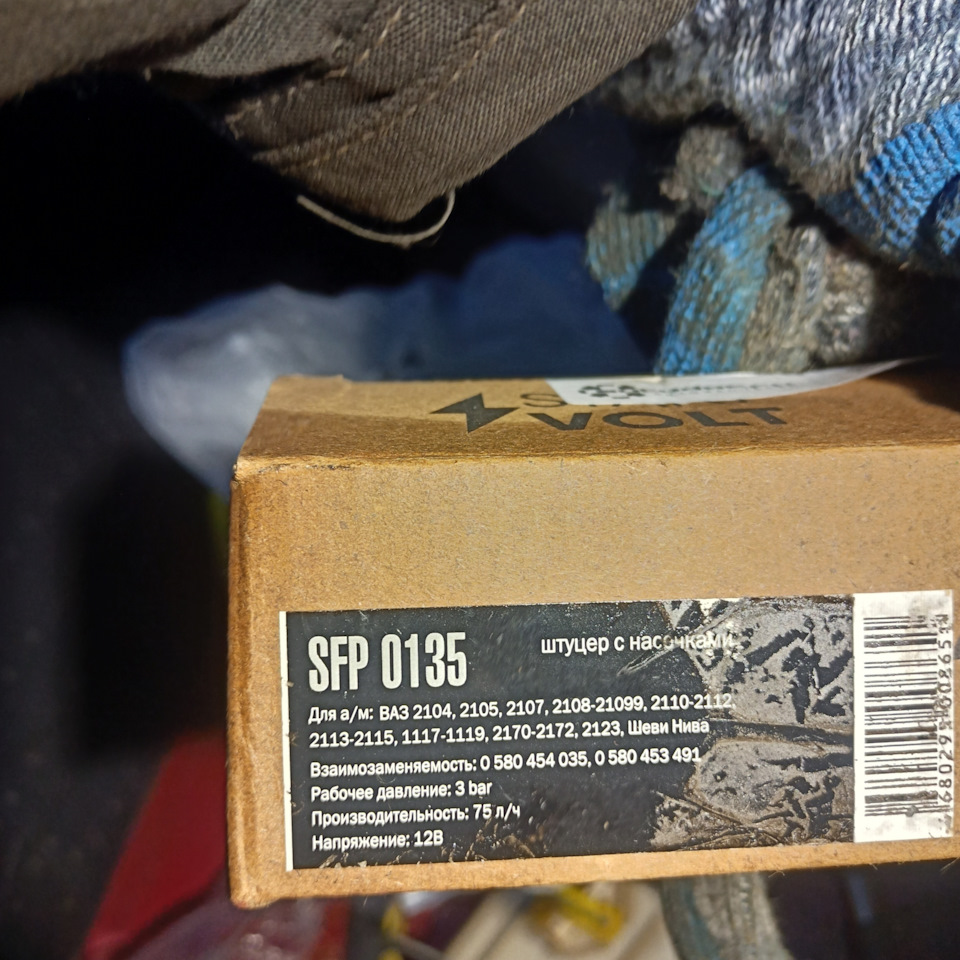 VOLT
SFP 0135
штуцер с насечками
Для а/м: ВАЗ 2104, 2105, 2107, 2108-21099, 2110-2112,
2113-2115, 1117-1119, 2170-2172, 2123, Шеви Нива
Взаимозаменяемость: 0 580 454 035, 0 580 453 491
Рабочее давление: 3 bar
Производительность: 75 л/ч
Напряжение: 12В